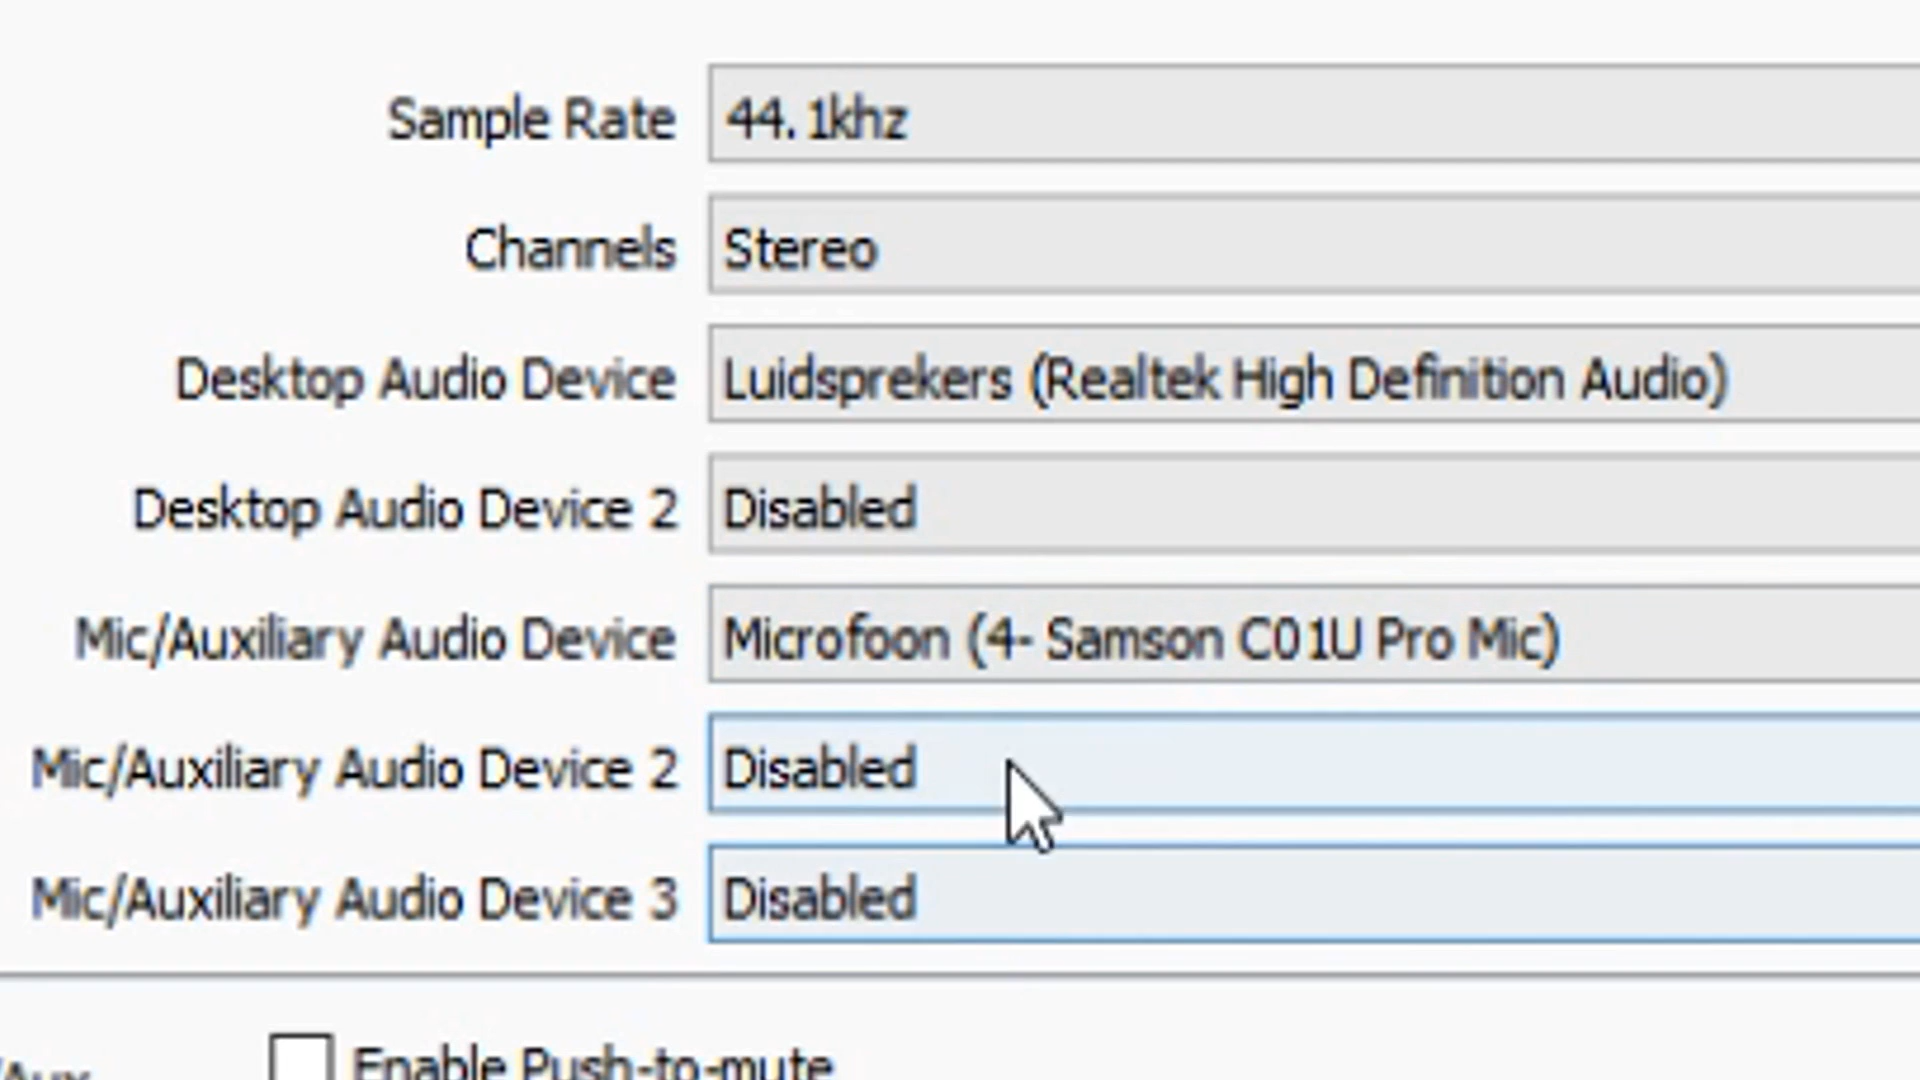 Sample Rate 44.1khz
Channels Stereo
Desktop Audio Device Luidsprekers (Realtek High Definition Audio)
Desktop Audio Device 2 Disabled
Mic/Auxiliary Audio Device Microfoon (4- Samson C01U Pro Mic)
Mic/Auxiliary Audio Device 2 Disabled
Mic/Auxiliary Audio Device 3 Disabled
/Aux Enable Push-to-mute